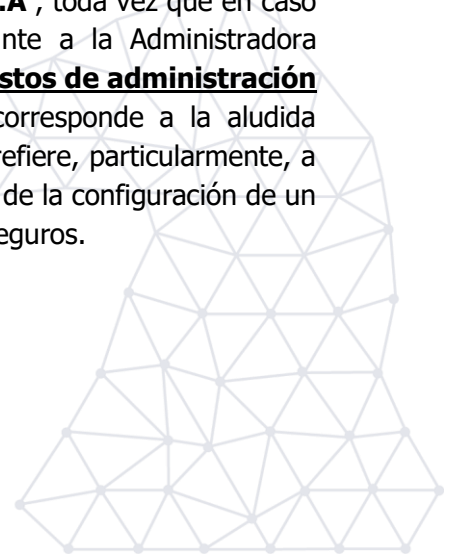 .A", toda vez que en caso
nte a la Administradora
stos de administración
corresponde a la aludida
refiere, particularmente, a
de la configuración de un
eguros.